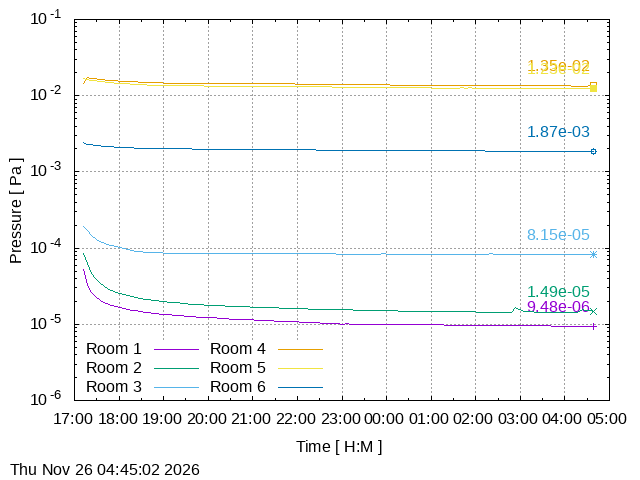 10^-1
10^-2
10^-3
10^-4
10^-5
10^-6
Pressure [ Pa ]
1.35e-02
1.87e-03
8.15e-05
1.49e-05
9.48e-06
Room 1 Room 4
Room 2 Room 5
Room 3 Room 6
17:00 18:00 19:00 20:00 21:00 22:00 23:00 00:00 01:00 02:00 03:00 04:00 05:00
Time [ H:M ]
Thu Nov 26 04:45:02 2026